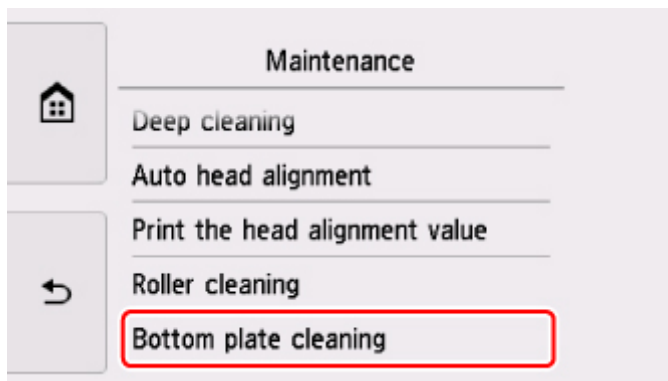 Maintenance
Deep cleaning
Auto head alignment
Print the head alignment value
Roller cleaning
Bottom plate cleaning